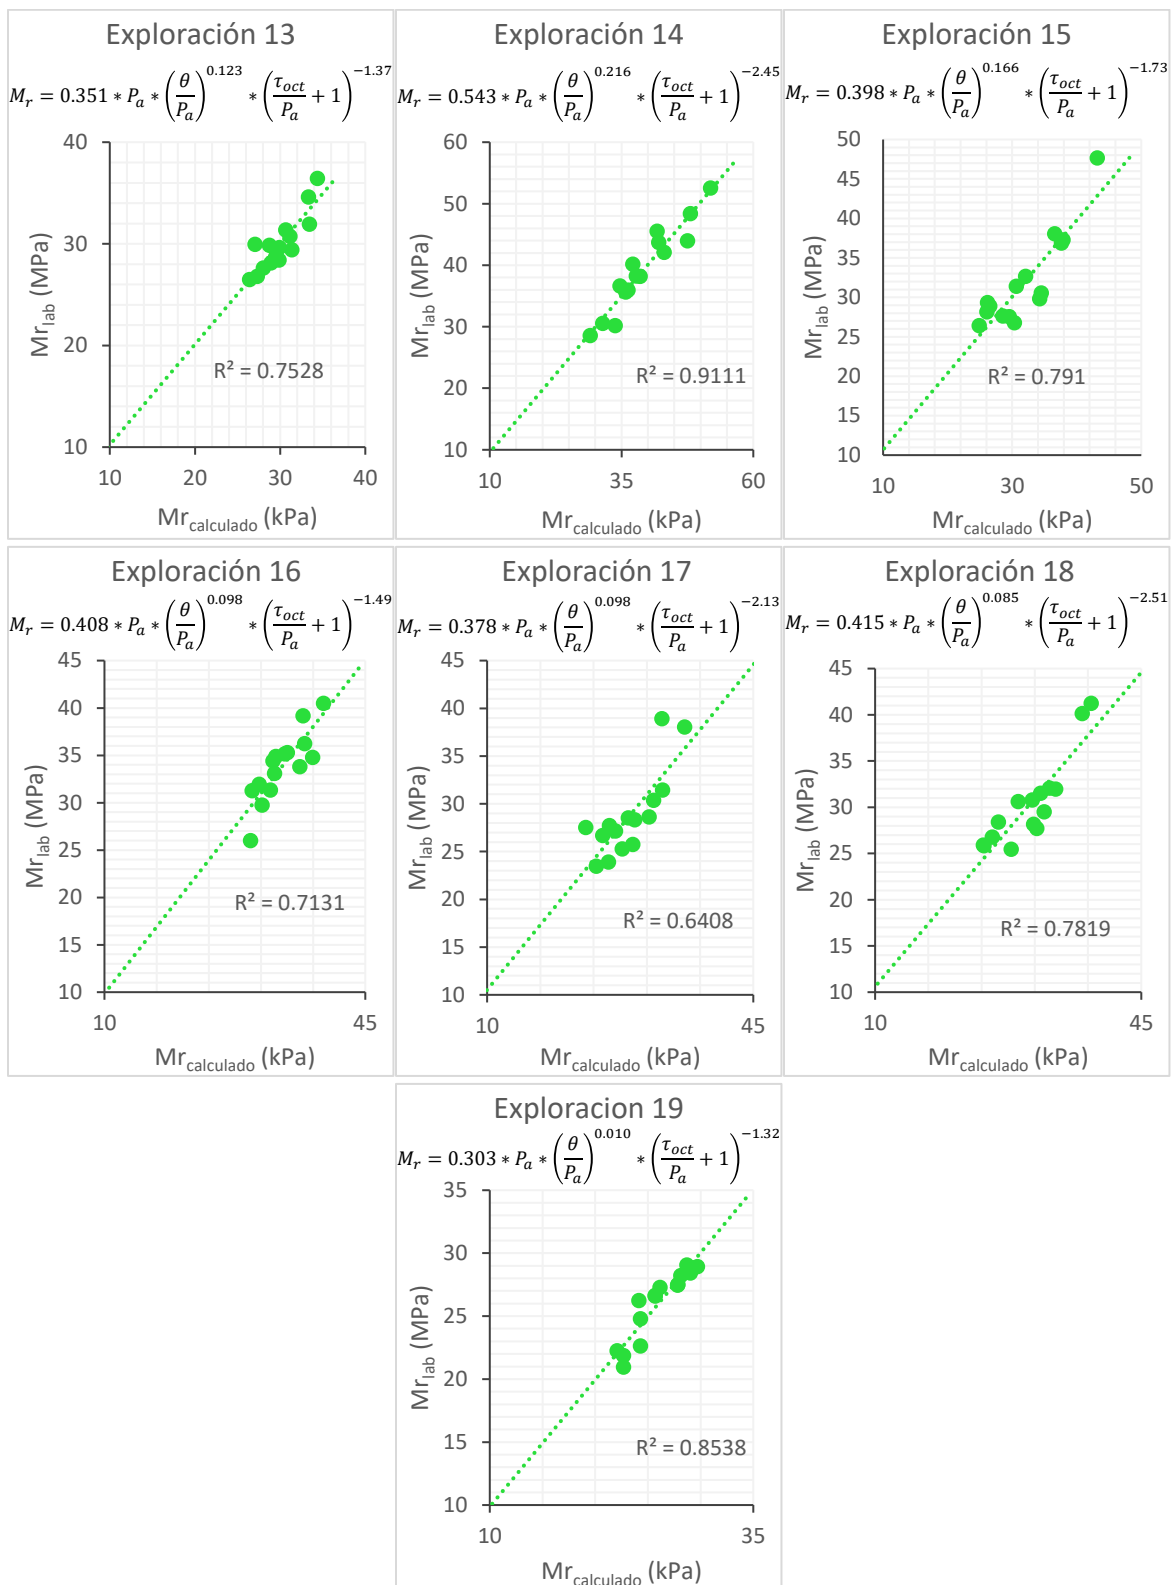 Exploración 13
M_r = 0.351 * P_a * (θ/P_a)^0.123 * (τ_oct/P_a + 1)^−1.37
40
30
20
10
10 20 30 40
Mr_lab (MPa)
R² = 0.7528
Mr_calculado (kPa)
Exploración 14
M_r = 0.543 * P_a * (θ/P_a)^0.216 * (τ_oct/P_a + 1)^−2.45
60
50
40
30
20
10
10 35 60
Mr_lab (MPa)
R² = 0.9111
Mr_calculado (kPa)
Exploración 15
M_r = 0.398 * P_a * (θ/P_a)^0.166 * (τ_oct/P_a + 1)^−1.73
50
45
40
35
30
25
20
15
10
10 30 50
Mr_lab (MPa)
R² = 0.791
Mr_calculado (kPa)
Exploración 16
M_r = 0.408 * P_a * (θ/P_a)^0.098 * (τ_oct/P_a + 1)^−1.49
45
40
35
30
25
20
15
10
10 45
Mr_lab (MPa)
R² = 0.7131
Mr_calculado (kPa)
Exploración 17
M_r = 0.378 * P_a * (θ/P_a)^0.098 * (τ_oct/P_a + 1)^−2.13
45
40
35
30
25
20
15
10
10 45
Mr_lab (MPa)
R² = 0.6408
Mr_calculado (kPa)
Exploración 18
M_r = 0.415 * P_a * (θ/P_a)^0.085 * (τ_oct/P_a + 1)^−2.51
45
40
35
30
25
20
15
10
10 45
Mr_lab (MPa)
R² = 0.7819
Mr_calculado (kPa)
Exploracion 19
M_r = 0.303 * P_a * (θ/P_a)^0.010 * (τ_oct/P_a + 1)^−1.32
35
30
25
20
15
10
10 35
Mr_lab (MPa)
R² = 0.8538
Mr_calculado (kPa)